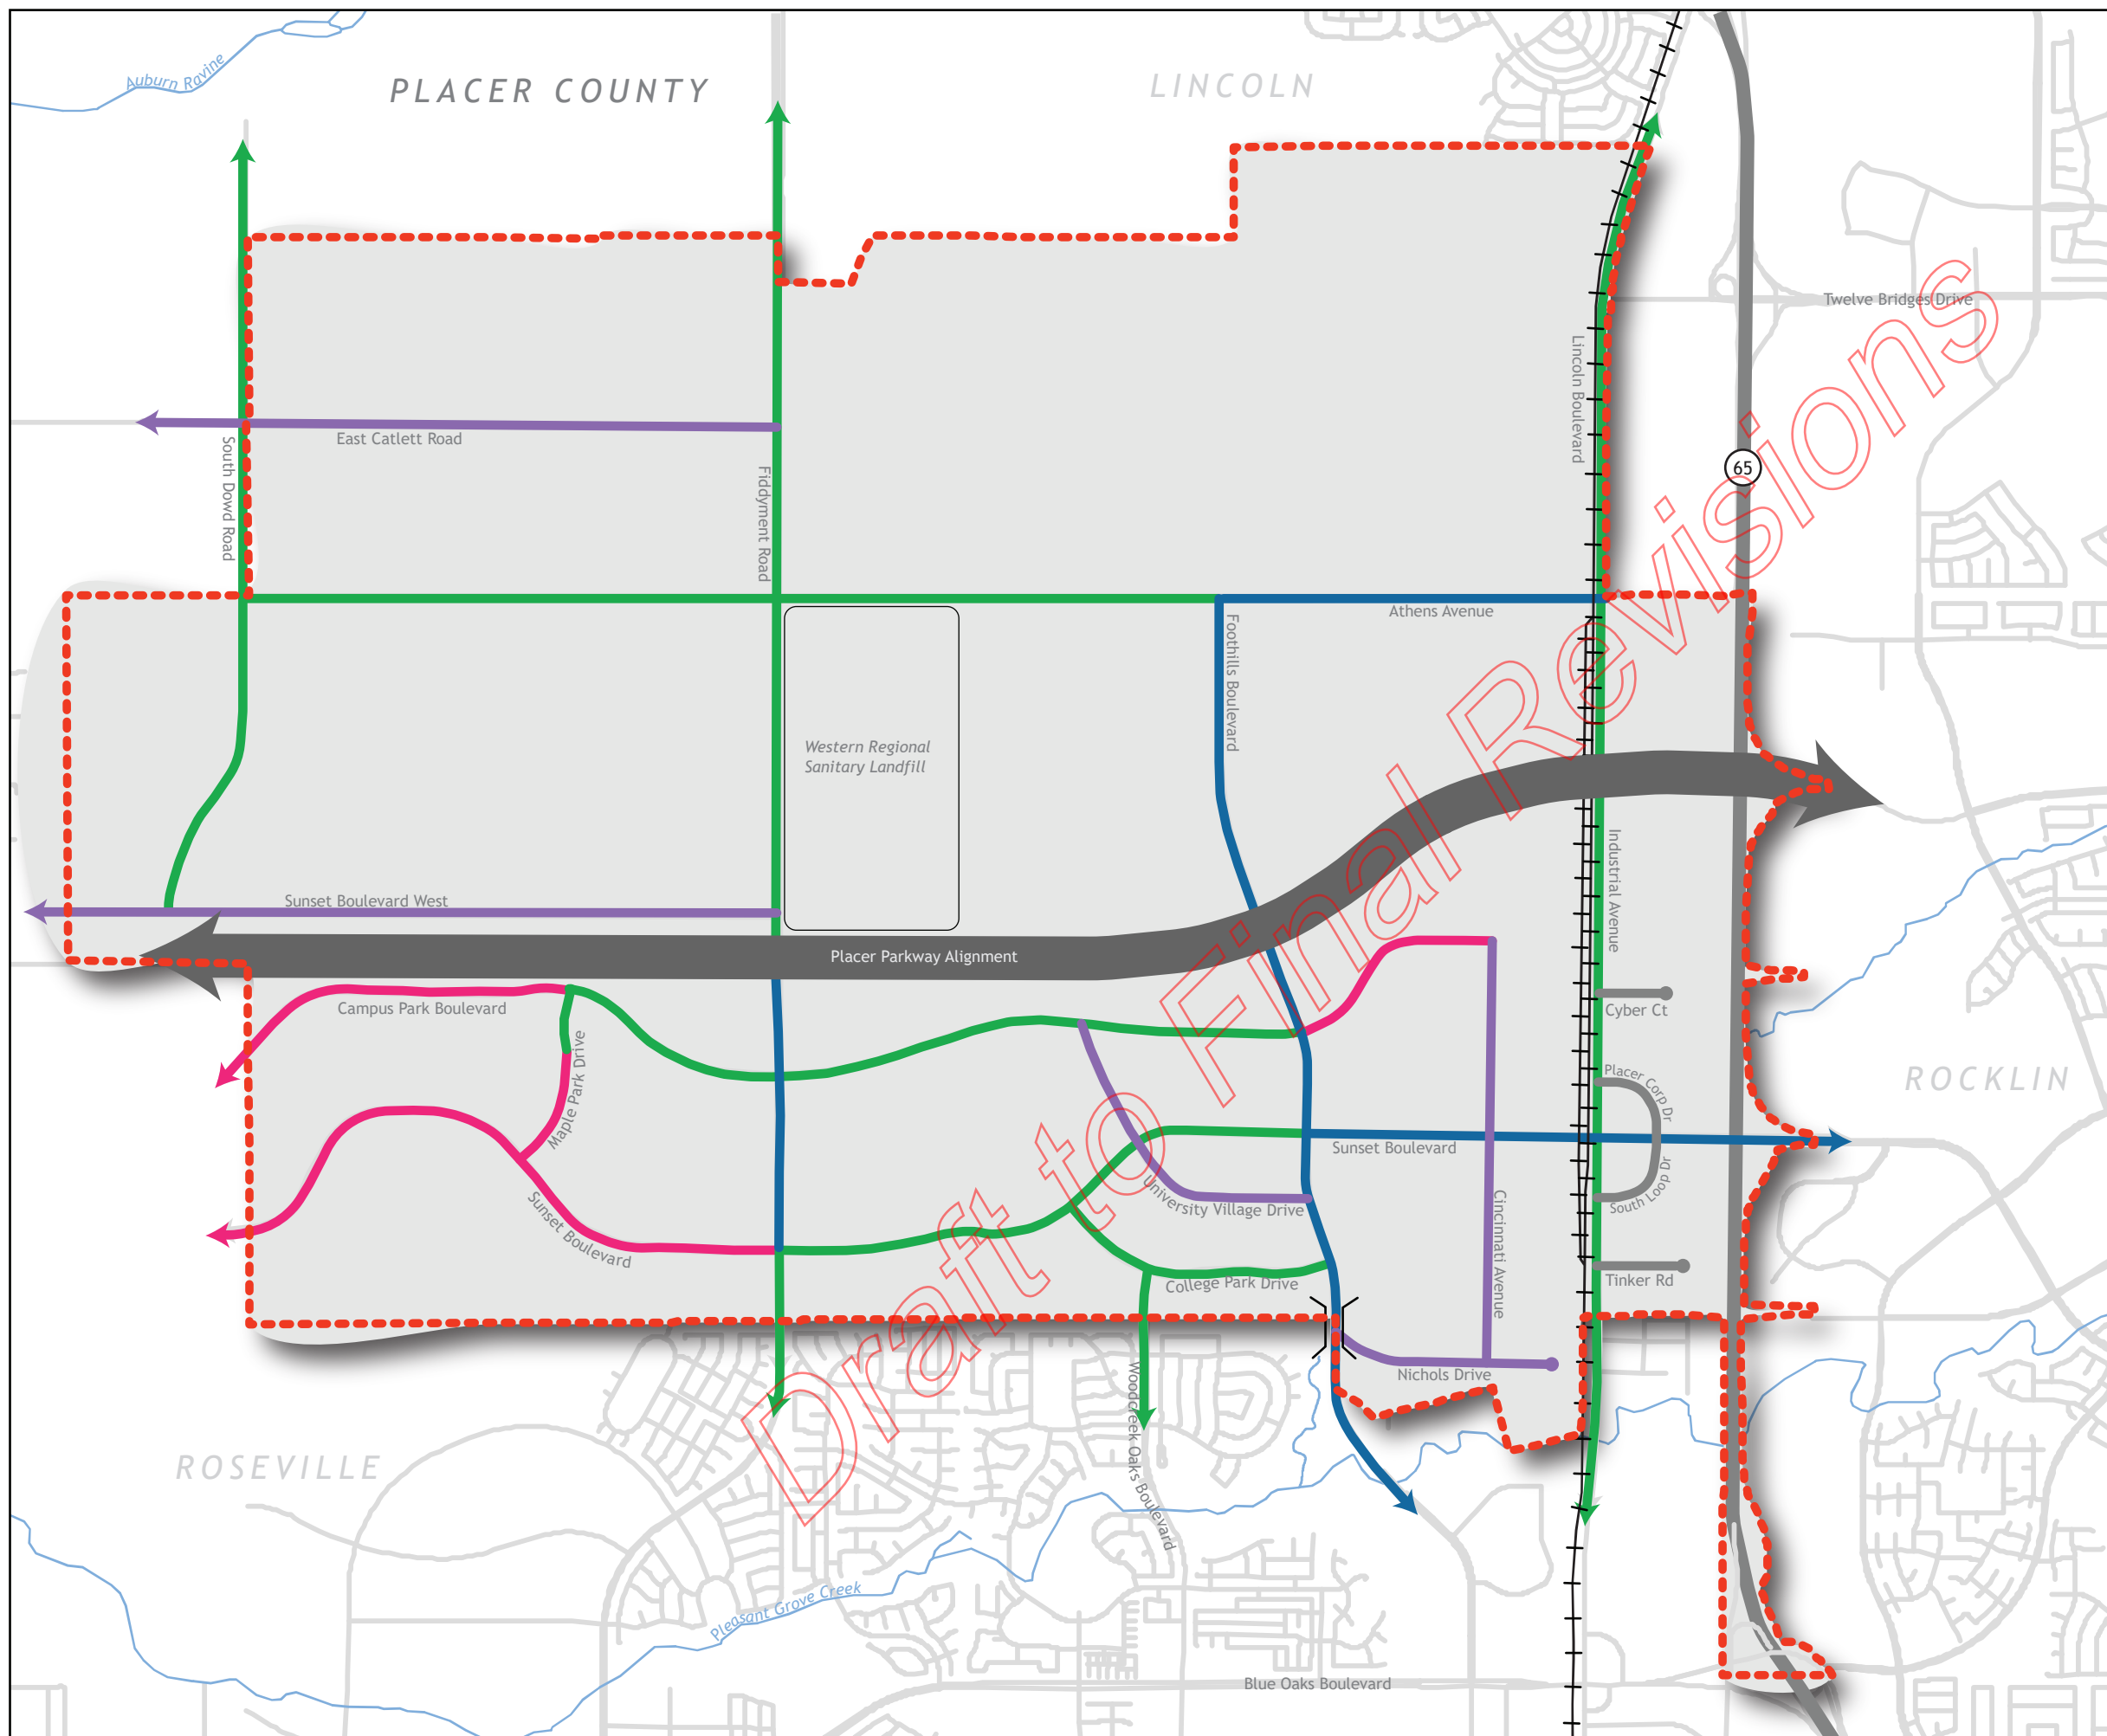 Auburn Ravine
PLACER COUNTY
LINCOLN
Twelve Bridges Drive
Lincoln Boulevard
65
East Catlett Road
South Dowd Road
Fiddyment Road
Athens Avenue
Foothills Boulevard
Western Regional
Sanitary Landfill
Industrial Avenue
Sunset Boulevard West
Placer Parkway Alignment
Campus Park Boulevard
Cyber Ct
Maple Park Drive
Placer Corp Dr
ROCKLIN
Sunset Boulevard
University Village Drive
South Loop Dr
Cincinnati Avenue
Sunset Boulevard
College Park Drive
Tinker Rd
Nichols Drive
Woodcreek Oaks Boulevard
ROSEVILLE
Pleasant Grove Creek
Blue Oaks Boulevard
Draft to Final Revisions